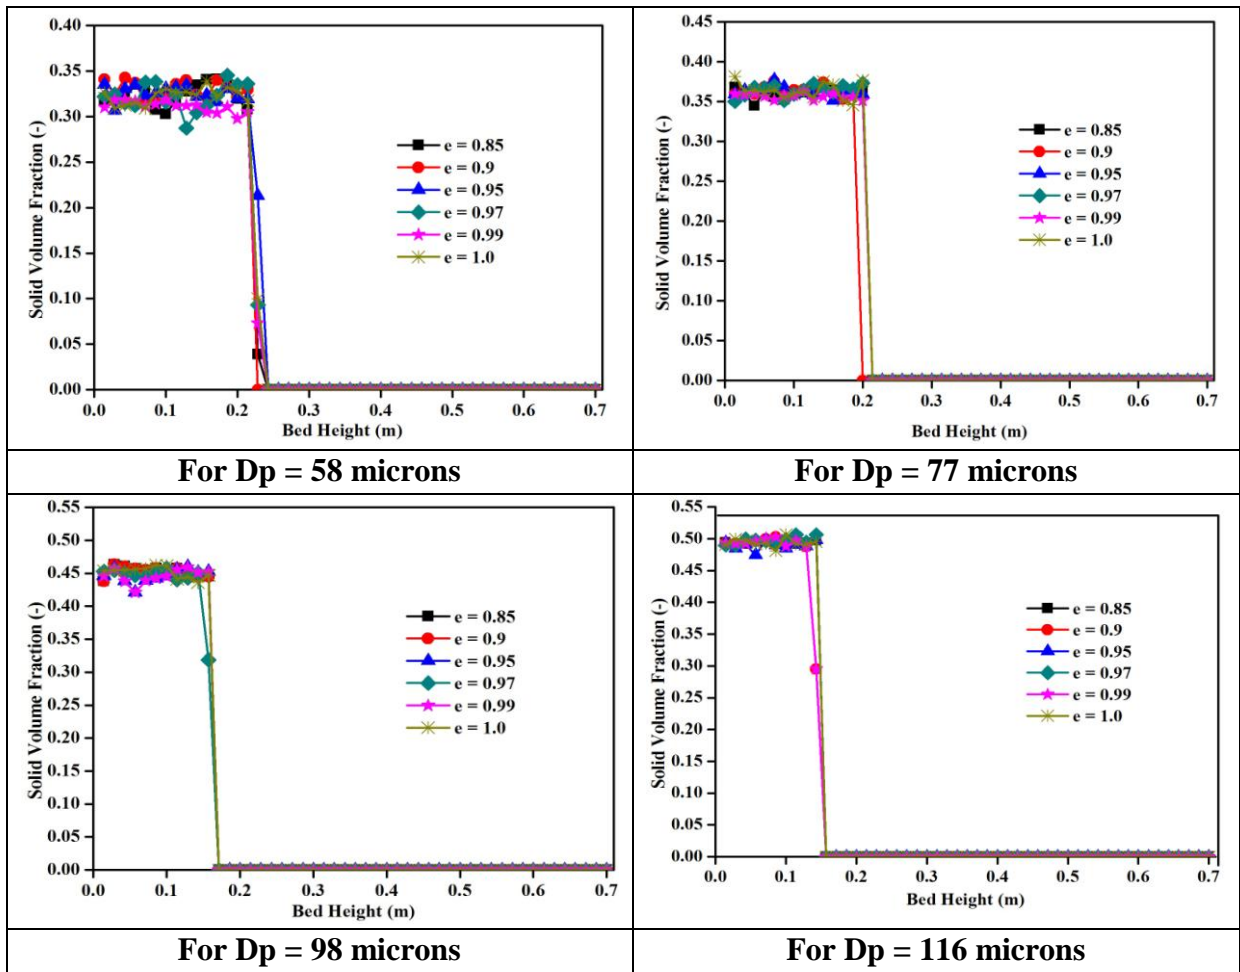 0.40
0.35
0.30
0.25
0.20
0.15
0.10
0.05
0.00
Solid Volume Fraction (-)
e = 0.85
e = 0.9
e = 0.95
e = 0.97
e = 0.99
e = 1.0
0.0 0.1 0.2 0.3 0.4 0.5 0.6 0.7
Bed Height (m)
For Dp = 58 microns
0.45
0.40
0.35
0.30
0.25
0.20
0.15
0.10
0.05
0.00
Solid Volume Fraction (-)
e = 0.85
e = 0.9
e = 0.95
e = 0.97
e = 0.99
e = 1.0
0.0 0.1 0.2 0.3 0.4 0.5 0.6 0.7
Bed Height (m)
For Dp = 77 microns
0.55
0.50
0.45
0.40
0.35
0.30
0.25
0.20
0.15
0.10
0.05
0.00
Solid Volume Fraction (-)
e = 0.85
e = 0.9
e = 0.95
e = 0.97
e = 0.99
e = 1.0
0.0 0.1 0.2 0.3 0.4 0.5 0.6 0.7
Bed Height (m)
For Dp = 98 microns
0.55
0.50
0.45
0.40
0.35
0.30
0.25
0.20
0.15
0.10
0.05
0.00
Solid Volume Fraction (-)
e = 0.85
e = 0.9
e = 0.95
e = 0.97
e = 0.99
e = 1.0
0.0 0.1 0.2 0.3 0.4 0.5 0.6 0.7
Bed Height (m)
For Dp = 116 microns